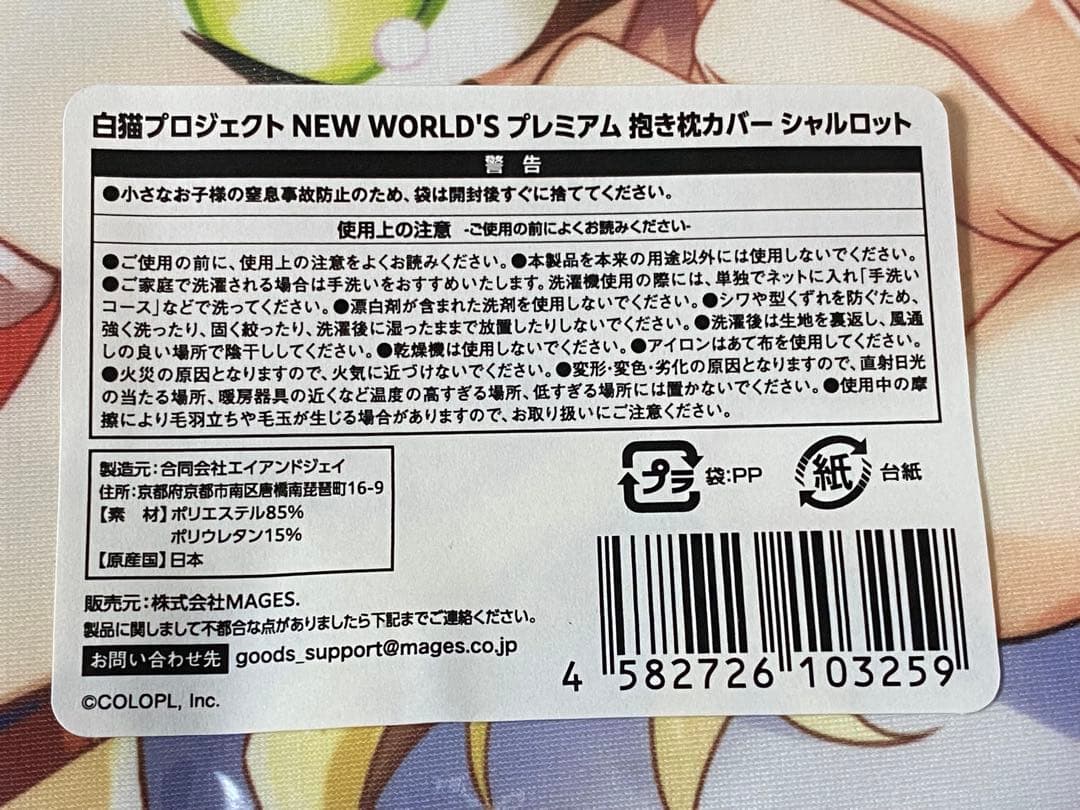 白猫プロジェクト NEW WORLD'S プレミアム 抱き枕カバー シャルロット
警 告
●小さなお子様の窒息事故防止のため、袋は開封後すぐに捨ててください。
使用上の注意 -ご使用の前によくお読みください-
●ご使用の前に、使用上の注意をよくお読みください。●本製品を本来の用途以外には使用しないでください。
●ご家庭で洗濯される場合は手洗いをおすすめいたします。洗濯機使用の際には、単独でネットに入れ「手洗い
コース」などで洗ってください。●漂白剤が含まれた洗剤を使用しないでください。●シワや型くずれを防ぐため、
強く洗ったり、固く絞ったり、洗濯後に湿ったままで放置したりしないでください。●洗濯後は生地を裏返し、風通
しの良い場所で陰干ししてください。●乾燥機は使用しないでください。●アイロンはあて布を使用してください。
●火災の原因となりますので、火気に近づけないでください。●変形・変色・劣化の原因となりますので、直射日光
の当たる場所、暖房器具の近くなど温度の高すぎる場所、低すぎる場所には置かないでください。●使用中の摩
擦により毛羽立ちや毛玉が生じる場合がありますので、お取り扱いにご注意ください。
製造元：合同会社エイアンドジェイ
住所：京都府京都市南区唐橋南琵琶町16-9
【素　材】ポリエステル85%
ポリウレタン15%
【原産国】日本
プラ 袋:PP
紙 台紙
販売元：株式会社MAGES.
製品に関しまして不都合な点がありましたら下記までご連絡ください。
お問い合わせ先 goods_support@mages.co.jp
©COLOPL, Inc.
4 582726 103259